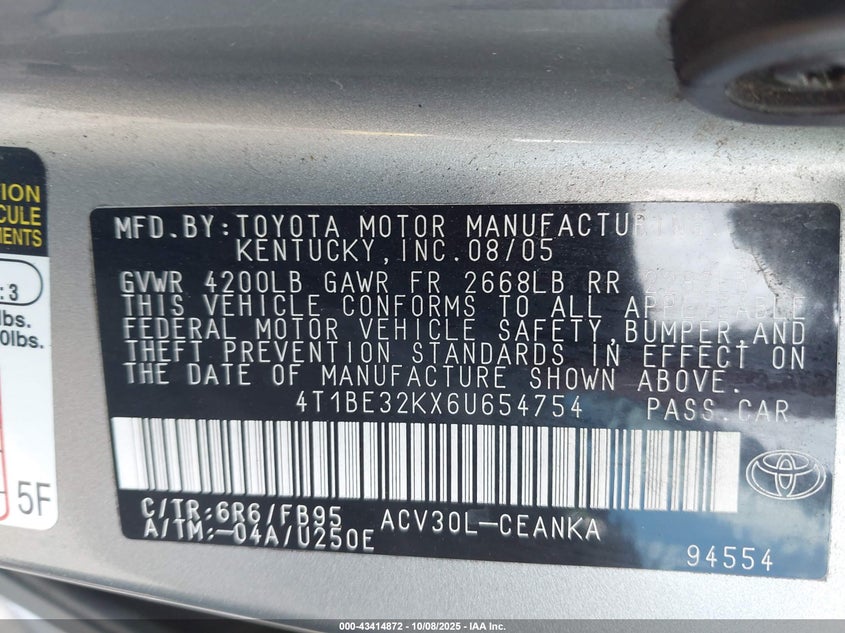 TION
CULE
MENTS
: 3
lbs.
0lbs.
5F
MFD.BY:TOYOTA MOTOR MANUFACTURING
KENTUCKY,INC.08/05
GVWR 4200LB GAWR FR 2668LB RR
THIS VEHICLE CONFORMS TO ALL APPLICABLE
FEDERAL MOTOR VEHICLE SAFETY,BUMPER,AND
THEFT PREVENTION STANDARDS IN EFFECT ON
THE DATE OF MANUFACTURE SHOWN ABOVE.
4T1BE32KX6U654754 PASS.CAR
C/TR:6R6/FB95 ACV30L-CEANKA
A/TM:-04A/U250E
94554
000-43414872 | 10/08/2025 | IAA Inc.